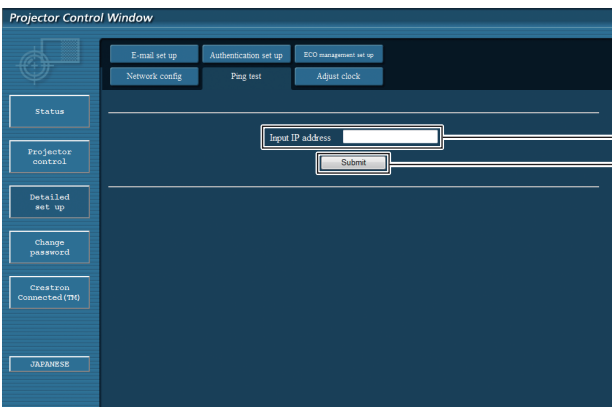 Projector Control Window
E-mail set up
Authentication set up
ECO management set up
Network config
Ping test
Adjust clock
Status
Projector
control
Detailed
set up
Change
password
Crestron
Connected(TM)
JAPANESE
Input IP address
Submit